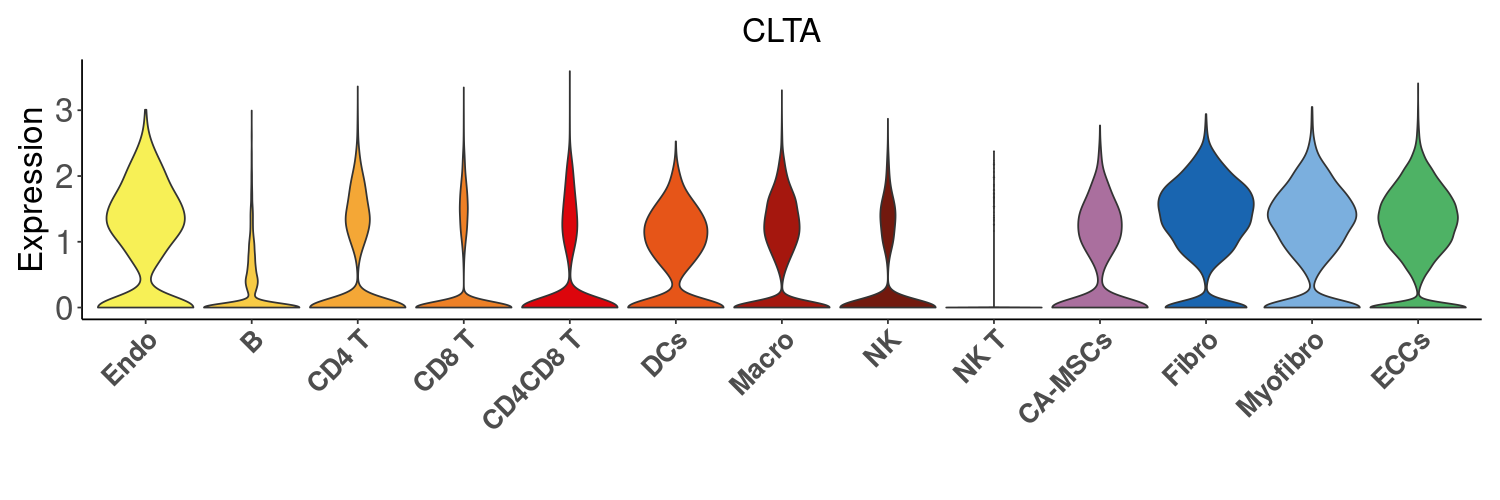 CLTA
Expression
3
2
1
0
Endo
B
CD4 T
CD8 T
CD4CD8 T
DCs
Macro
NK
NK T
CA-MSCs
Fibro
Myofibro
ECCs